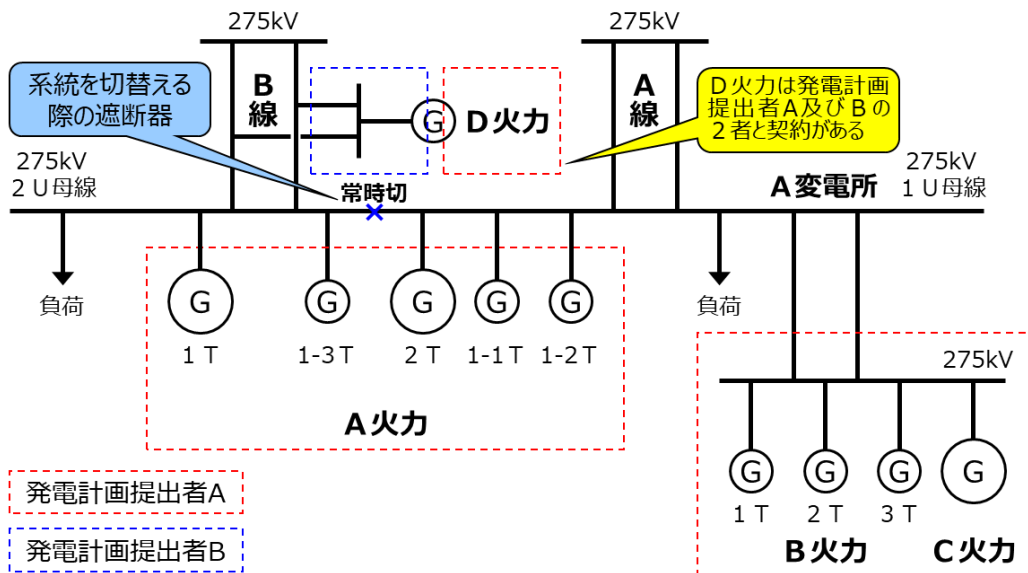 275kV
275kV
系統を切替える
際の遮断器
B
線
G
D火力
A
線
D火力は発電計画
提出者A及びBの
2者と契約がある
275kV
2U母線
常時切
A変電所
275kV
1U母線
負荷
G
G
G
G
G
負荷
1T
1-3T
2T
1-1T
1-2T
A火力
275kV
G
G
G
G
1T
2T
3T
B火力
C火力
発電計画提出者A
発電計画提出者B